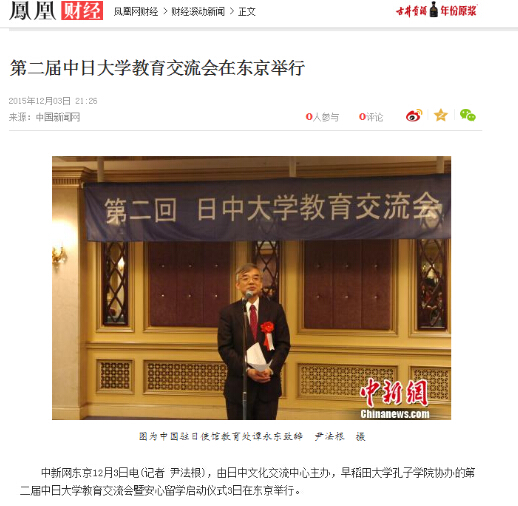 鳳凰 财经 凤凰网财经 > 财经滚动新闻 > 正文 古井贡酒 年份原浆
第二届中日大学教育交流会在东京举行
2015年12月03日 21:26
来源：中国新闻网 0人参与 0评论
第二回 日中大学教育交流会
中新網
Chinanews.com
图为中国驻日使馆教育处谭永东致辞 尹法根 摄
中新网东京12月3日电(记者 尹法根)，由日中文化交流中心主办，早稻田大学孔子学院协办的第
二届中日大学教育交流会暨安心留学启动仪式3日在东京举行。